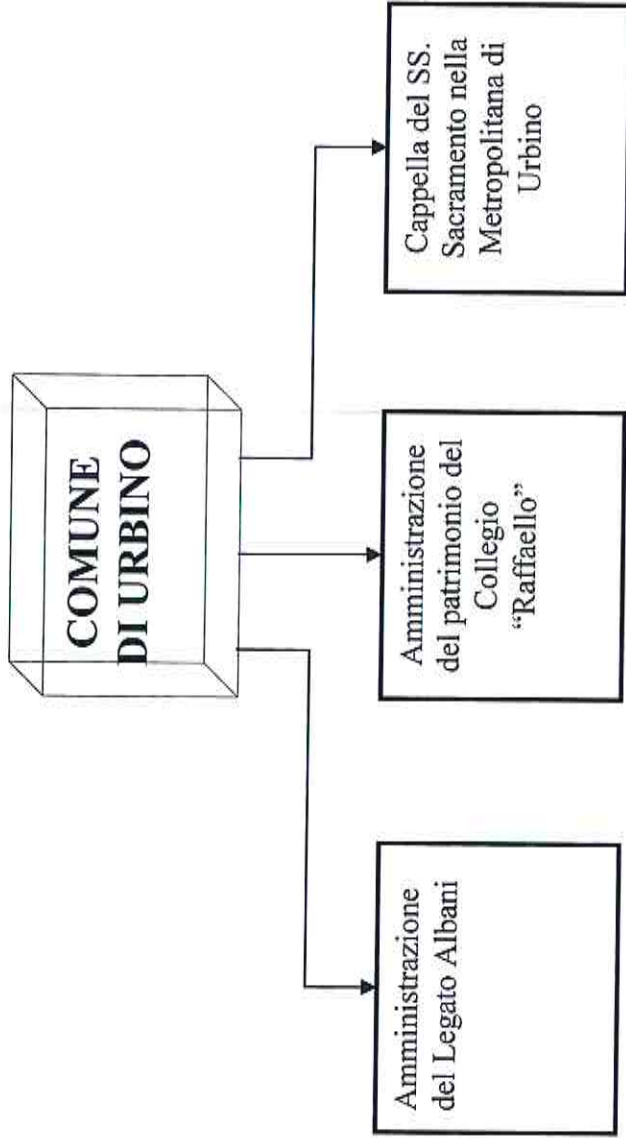 COMUNE
DI URBINO
Amministrazione
del Legato Albani
Amministrazione
del patrimonio del
Collegio
“Raffaello”
Cappella del SS.
Sacramento nella
Metropolitana di
Urbino